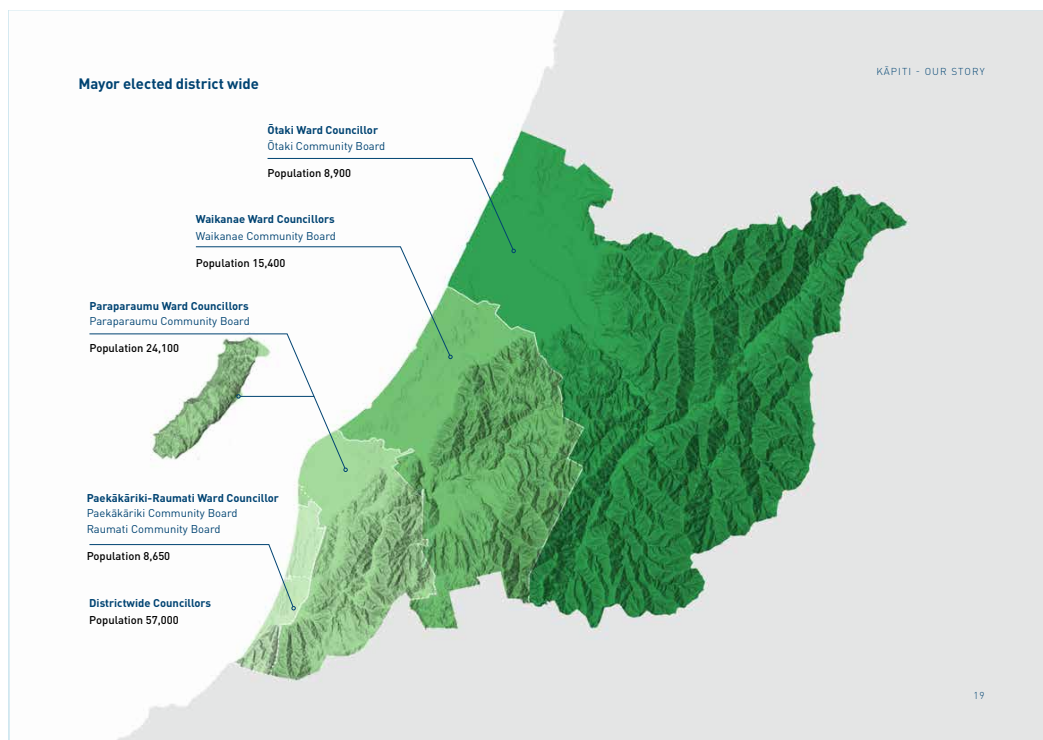 KĀPITI - OUR STORY
Mayor elected district wide
Ōtaki Ward Councillor
Ōtaki Community Board
Population 8,900
Waikanae Ward Councillors
Waikanae Community Board
Population 15,400
Paraparaumu Ward Councillors
Paraparaumu Community Board
Population 24,100
Paekākāriki-Raumati Ward Councillor
Paekākāriki Community Board
Raumati Community Board
Population 8,650
Districtwide Councillors
Population 57,000
19